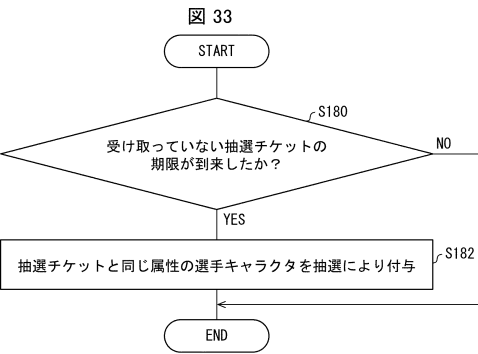 図 33
START
S180
受け取っていない抽選チケットの
期限が到来したか？
NO
YES
抽選チケットと同じ属性の選手キャラクタを抽選により付与
S182
END